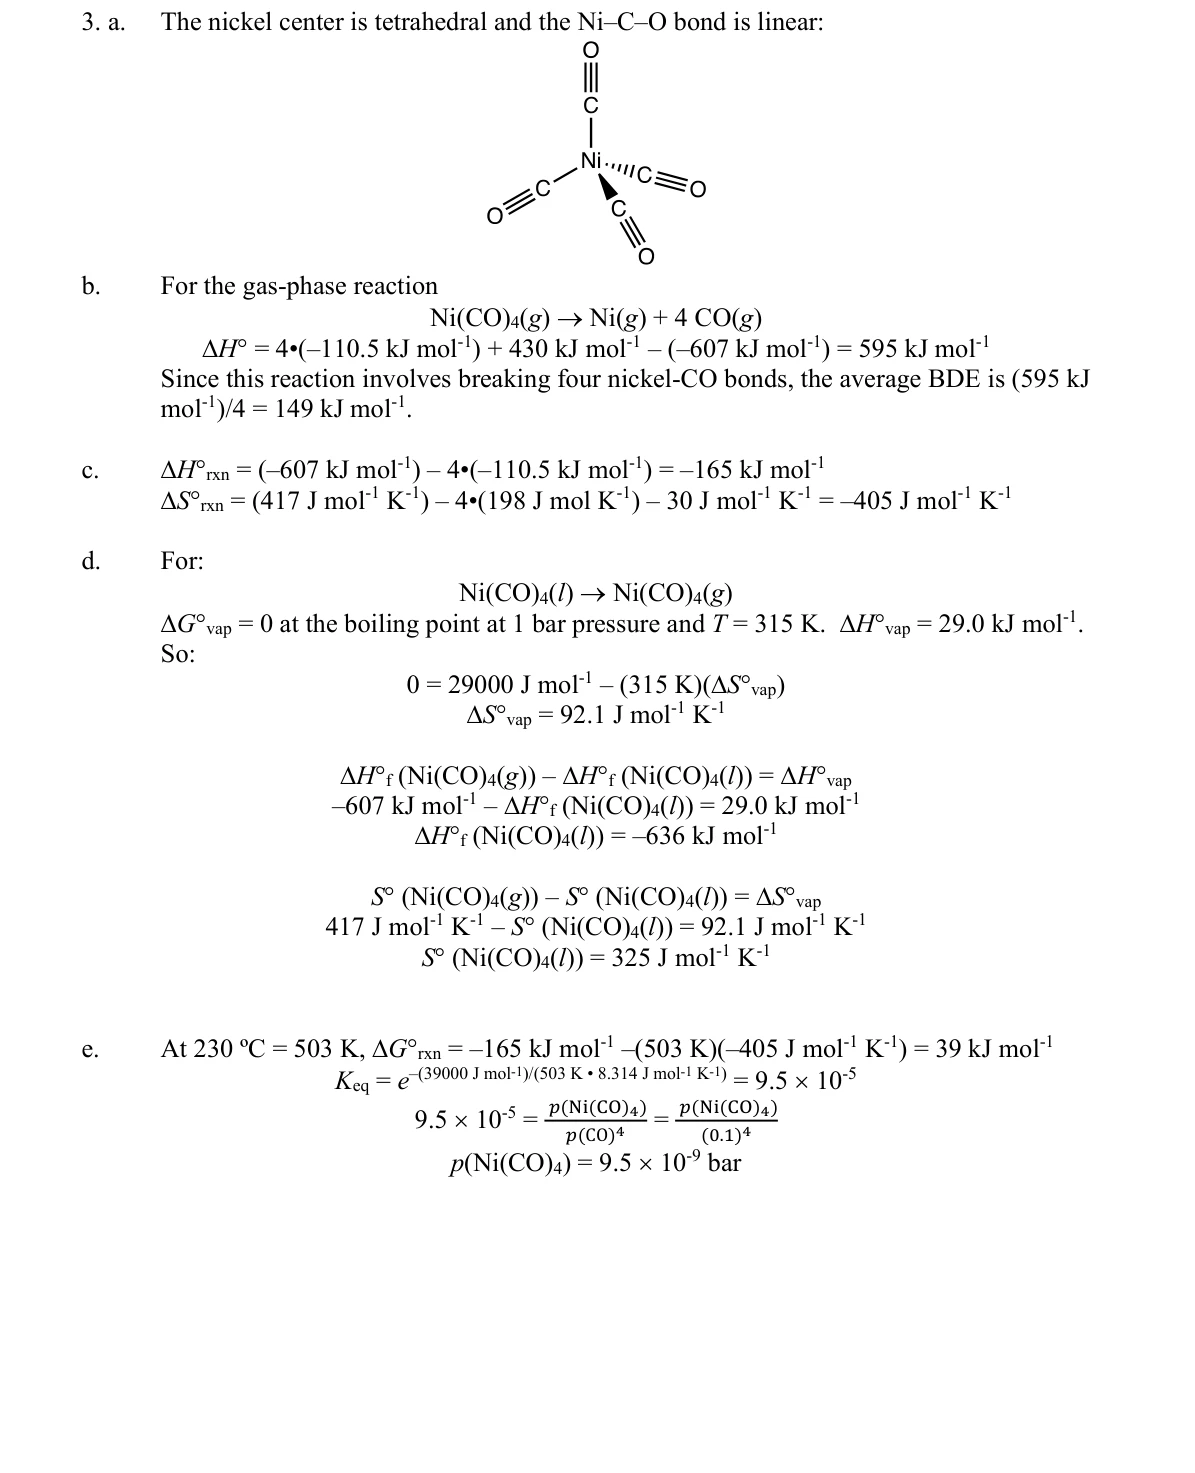 3. a. The nickel center is tetrahedral and the Ni–C–O bond is linear:
O
C
Ni
C O
C
O
C
O
b. For the gas-phase reaction
Ni(CO)₄(g) → Ni(g) + 4 CO(g)
ΔH° = 4•(–110.5 kJ mol⁻¹) + 430 kJ mol⁻¹ – (–607 kJ mol⁻¹) = 595 kJ mol⁻¹
Since this reaction involves breaking four nickel-CO bonds, the average BDE is (595 kJ
mol⁻¹)/4 = 149 kJ mol⁻¹.
c. ΔH°rxn = (–607 kJ mol⁻¹) – 4•(–110.5 kJ mol⁻¹) = –165 kJ mol⁻¹
ΔS°rxn = (417 J mol⁻¹ K⁻¹) – 4•(198 J mol K⁻¹) – 30 J mol⁻¹ K⁻¹ = –405 J mol⁻¹ K⁻¹
d. For:
Ni(CO)₄(l) → Ni(CO)₄(g)
ΔG°vap = 0 at the boiling point at 1 bar pressure and T = 315 K. ΔH°vap = 29.0 kJ mol⁻¹.
So:
0 = 29000 J mol⁻¹ – (315 K)(ΔS°vap)
ΔS°vap = 92.1 J mol⁻¹ K⁻¹
ΔH°f (Ni(CO)₄(g)) – ΔH°f (Ni(CO)₄(l)) = ΔH°vap
–607 kJ mol⁻¹ – ΔH°f (Ni(CO)₄(l)) = 29.0 kJ mol⁻¹
ΔH°f (Ni(CO)₄(l)) = –636 kJ mol⁻¹
S° (Ni(CO)₄(g)) – S° (Ni(CO)₄(l)) = ΔS°vap
417 J mol⁻¹ K⁻¹ – S° (Ni(CO)₄(l)) = 92.1 J mol⁻¹ K⁻¹
S° (Ni(CO)₄(l)) = 325 J mol⁻¹ K⁻¹
e. At 230 ºC = 503 K, ΔG°rxn = –165 kJ mol⁻¹ –(503 K)(–405 J mol⁻¹ K⁻¹) = 39 kJ mol⁻¹
Keq = e^–(39000 J mol-1)/(503 K • 8.314 J mol-1 K-1) = 9.5 × 10⁻⁵
9.5 × 10⁻⁵ = p(Ni(CO)₄)/p(CO)⁴ = p(Ni(CO)₄)/(0.1)⁴
p(Ni(CO)₄) = 9.5 × 10⁻⁹ bar